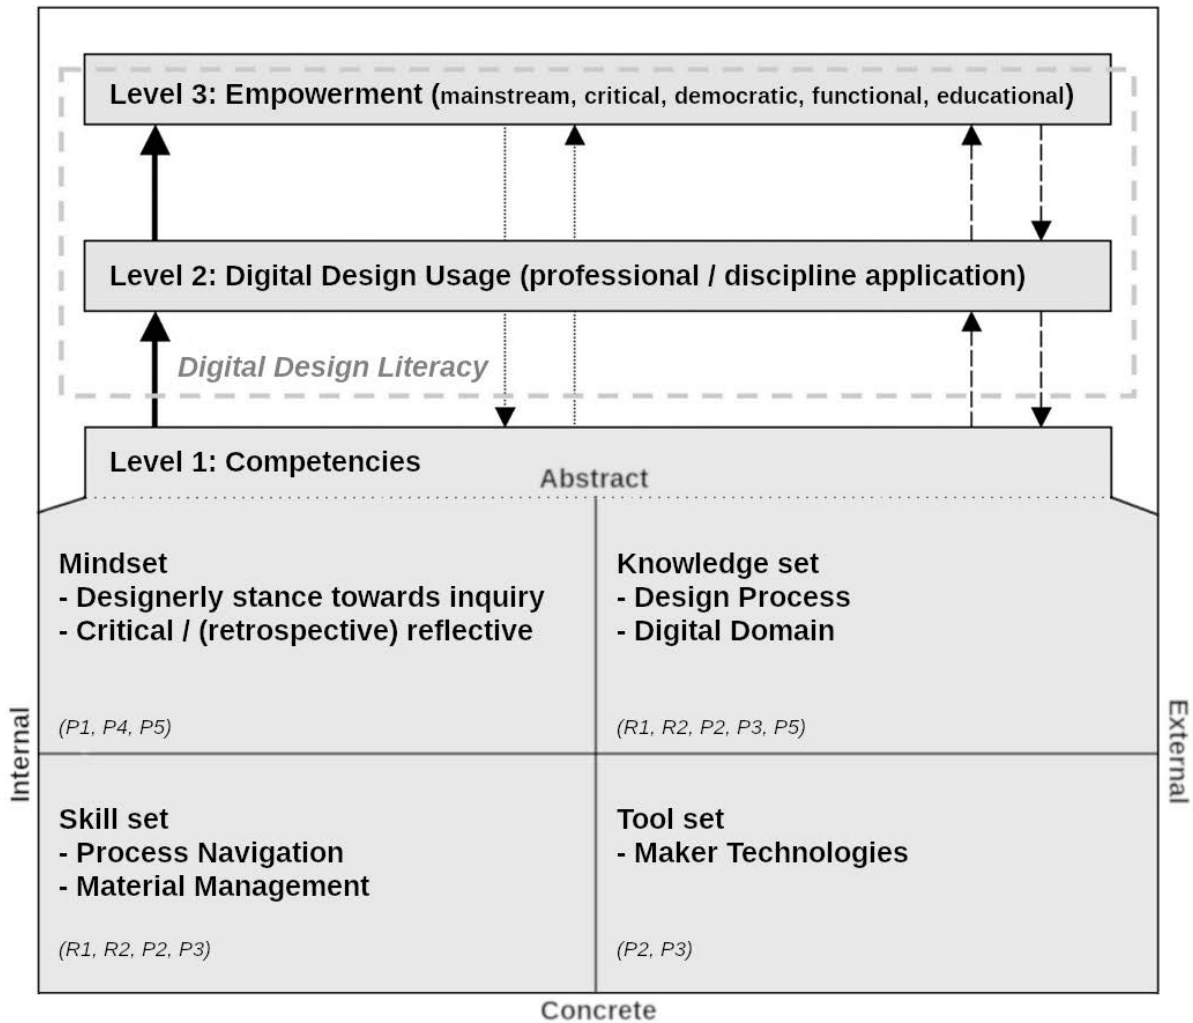 Level 3: Empowerment (mainstream, critical, democratic, functional, educational)
Level 2: Digital Design Usage (professional / discipline application)
Digital Design Literacy
Level 1: Competencies
Abstract
Mindset
- Designerly stance towards inquiry
- Critical / (retrospective) reflective
(P1, P4, P5)
Knowledge set
- Design Process
- Digital Domain
(R1, R2, P2, P3, P5)
Internal
External
Skill set
- Process Navigation
- Material Management
(R1, R2, P2, P3)
Tool set
- Maker Technologies
(P2, P3)
Concrete